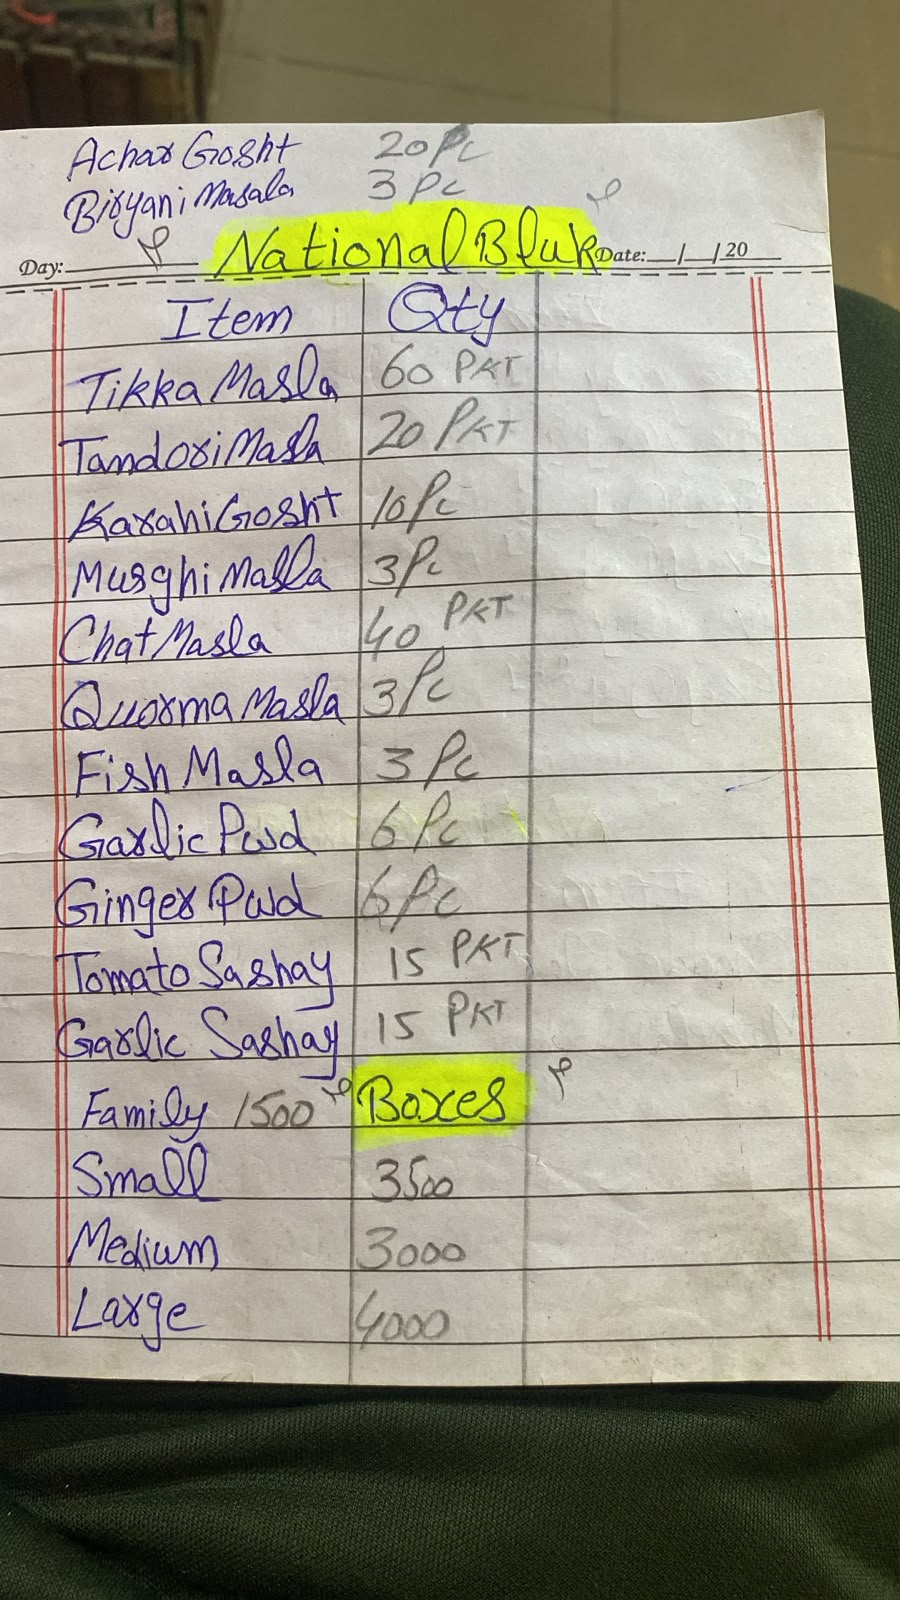 Achar Gosht 20 Pc
Biryani Masala 3 Pc
National Bluk
Day: Date: / / 20
Item Qty
Tikka Masla 60 PKT
Tandori Masla 20 PKT
Karahi Gosht 10 Pc
Murghi Masla 3 Pc
Chat Masla 40 PKT
Quorma Masla 3 Pc
Fish Masla 3 Pc
Garlic Pwd 6 Pc
Ginger Pwd 6 Pc
Tomato Sashay 15 PKT
Garlic Sashay 15 PKT
Boxes
Family 1500
Small 3500
Medium 3000
Large 4000